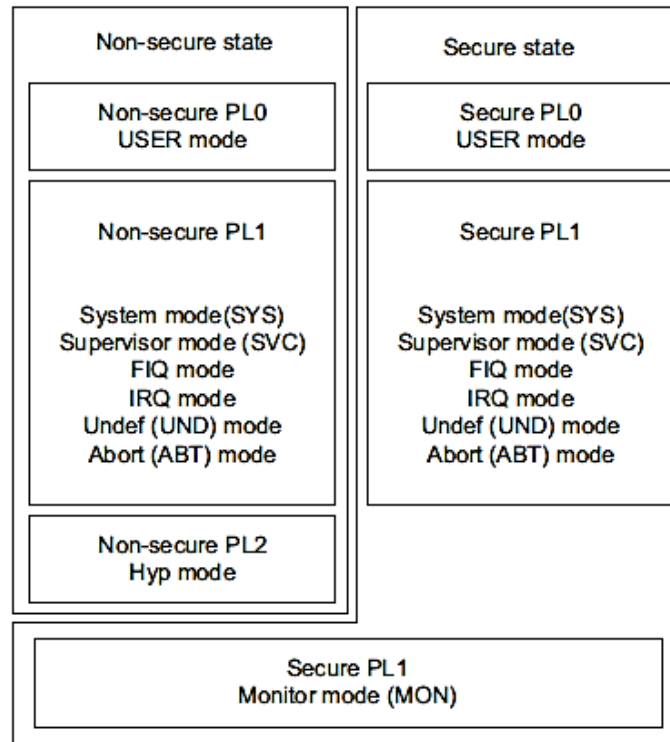 Non-secure state
Non-secure PL0
USER mode
Non-secure PL1
System mode(SYS)
Supervisor mode (SVC)
FIQ mode
IRQ mode
Undef (UND) mode
Abort (ABT) mode
Non-secure PL2
Hyp mode
Secure state
Secure PL0
USER mode
Secure PL1
System mode(SYS)
Supervisor mode (SVC)
FIQ mode
IRQ mode
Undef (UND) mode
Abort (ABT) mode
Secure PL1
Monitor mode (MON)